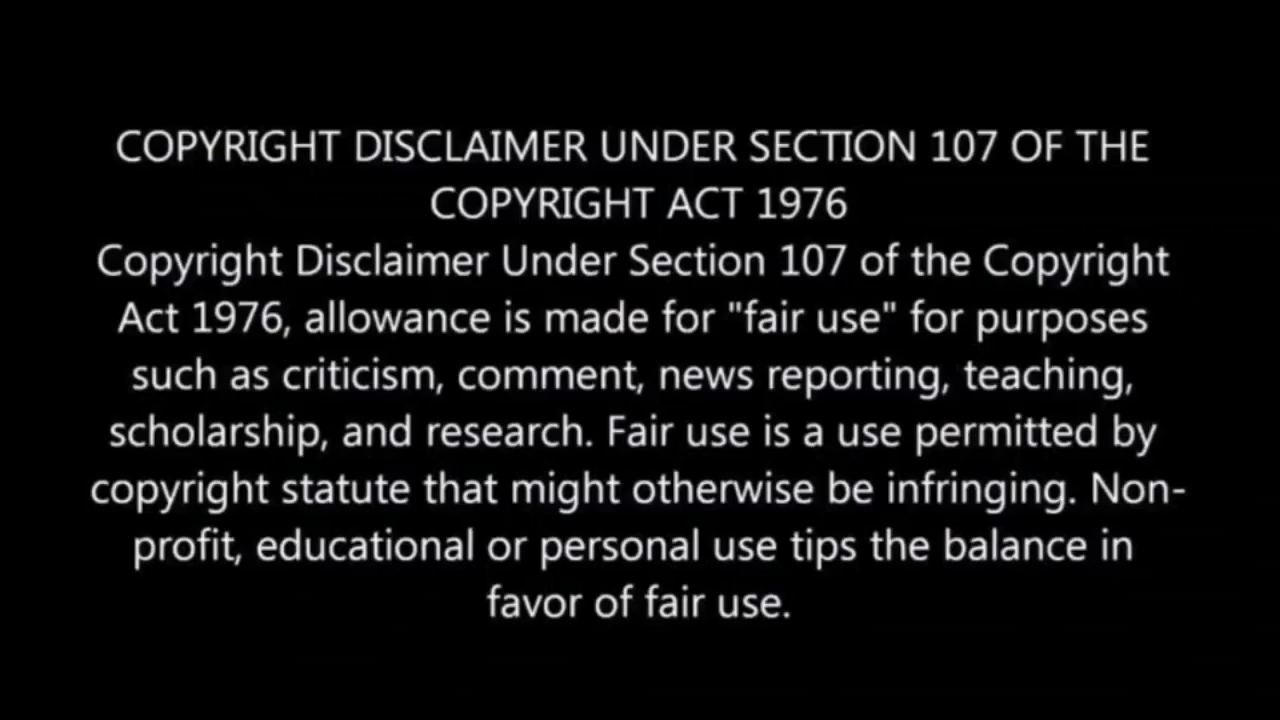 COPYRIGHT DISCLAIMER UNDER SECTION 107 OF THE
COPYRIGHT ACT 1976
Copyright Disclaimer Under Section 107 of the Copyright
Act 1976, allowance is made for "fair use" for purposes
such as criticism, comment, news reporting, teaching,
scholarship, and research. Fair use is a use permitted by
copyright statute that might otherwise be infringing. Non-
profit, educational or personal use tips the balance in
favor of fair use.